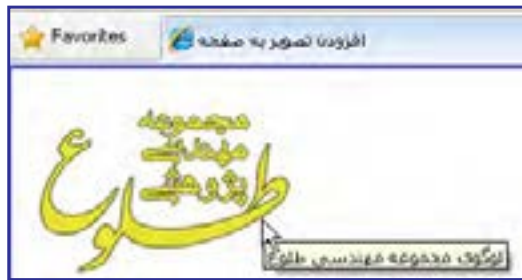 Favorites
افزودن تصویر به صفحه
مجموعه
مهندسی
پژوهشی
طلوع
لوگوی مجموعه مهندسی طلوع